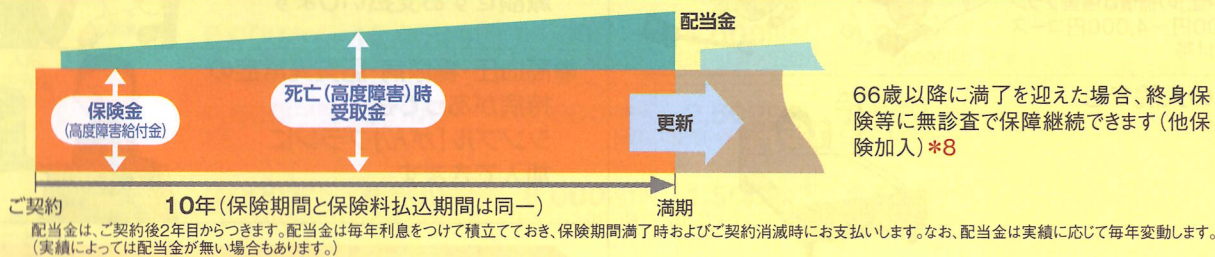 配当金
保険金
(高度障害給付金)
死亡(高度障害)時
受取金
更新
66歳以降に満了を迎えた場合、終身保
険等に無診査で保障継続できます(他保
険加入)*8
ご契約
10年(保険期間と保険料払込期間は同一)
満期
配当金は、ご契約後2年目からつきます。配当金は毎年利息をつけて積立てておき、保険期間満了時およびご契約消滅時にお支払いします。なお、配当金は実績に応じて毎年変動します。
(実績によっては配当金が無い場合もあります。)